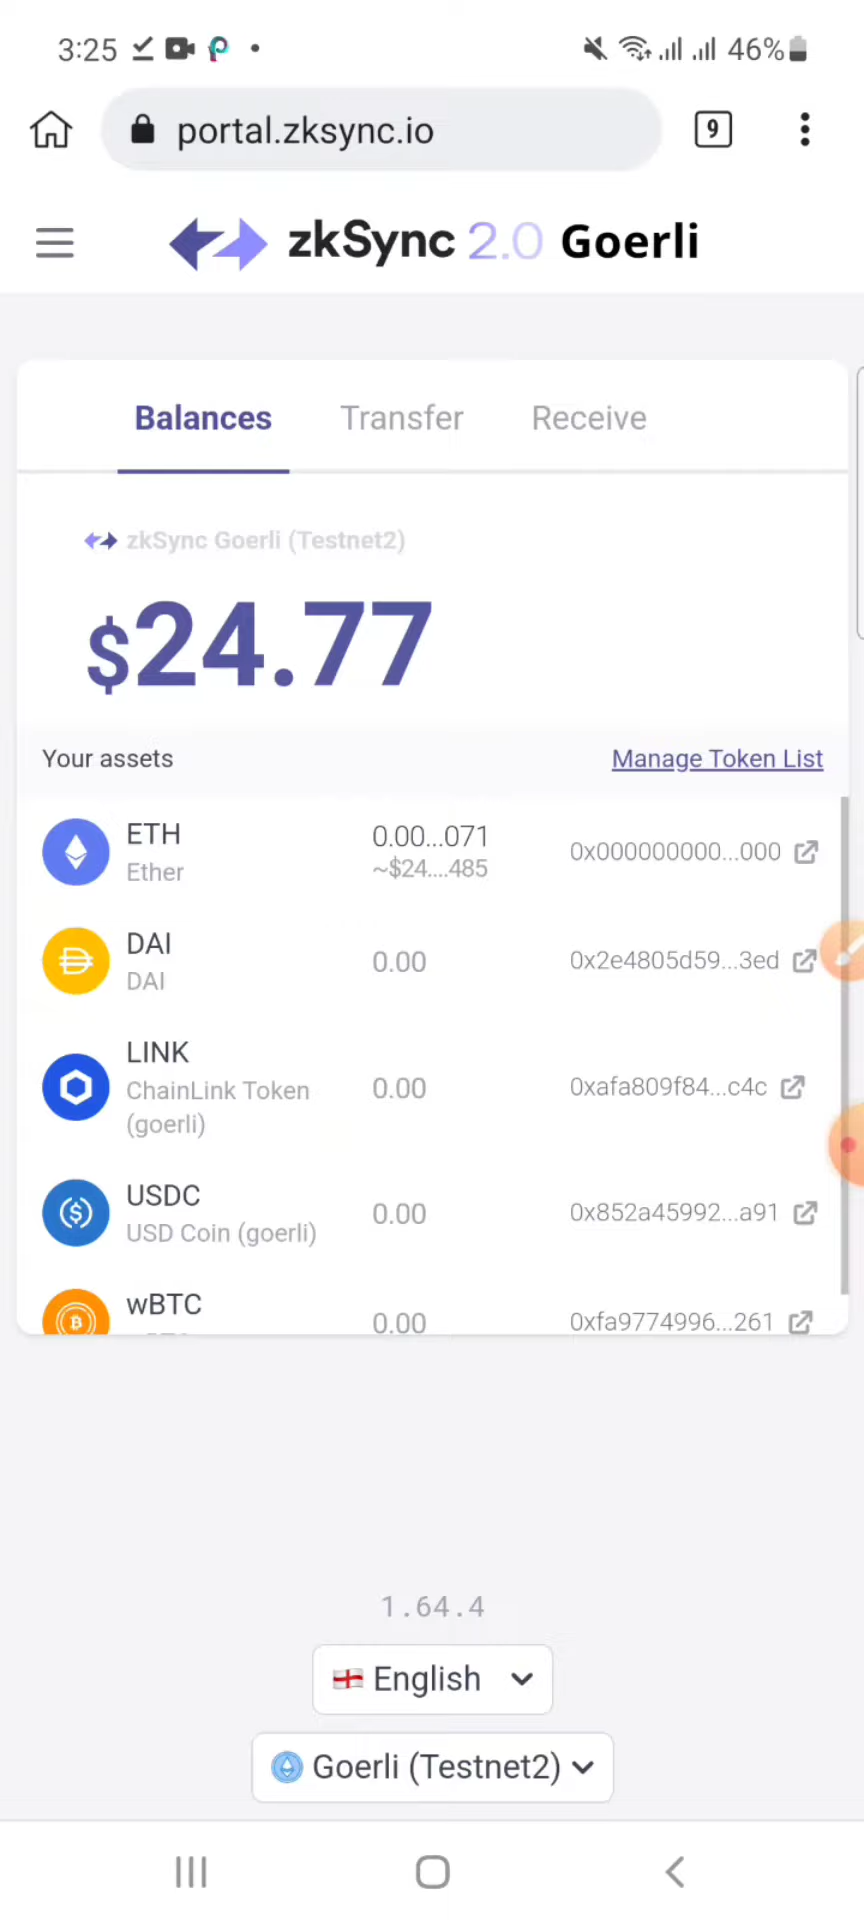 3:25 46%
portal.zksync.io 9
zkSync 2.0 Goerli
Balances Transfer Receive
zkSync Goerli (Testnet2)
$24.77
Your assets Manage Token List
ETH 0.00...071 0x000000000...000
Ether ~$24....485
DAI 0.00 0x2e4805d59...3ed
DAI
LINK 0.00 0xafa809f84...c4c
ChainLink Token
(goerli)
USDC 0.00 0x852a45992...a91
USD Coin (goerli)
wBTC 0.00 0xfa9774996...261
1.64.4
English
Goerli (Testnet2)